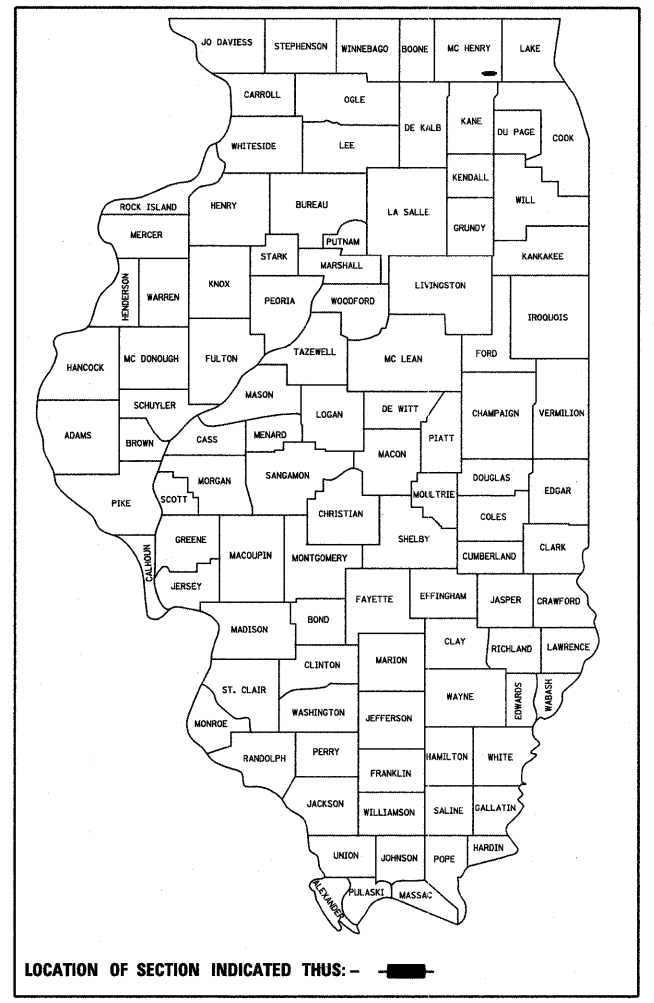 JO DAVIESS
STEPHENSON
WINNEBAGO
BOONE
MC HENRY
LAKE
CARROLL
OGLE
DE KALB
KANE
DU PAGE
COOK
WHITESIDE
LEE
KENDALL
WILL
ROCK ISLAND
HENRY
BUREAU
LA SALLE
GRUNDY
MERCER
PUTNAM
STARK
MARSHALL
KANKAKEE
HENDERSON
WARREN
KNOX
PEORIA
WOODFORD
LIVINGSTON
IROQUOIS
HANCOCK
MC DONOUGH
FULTON
TAZEWELL
MC LEAN
FORD
SCHUYLER
MASON
LOGAN
DE WITT
CHAMPAIGN
VERMILION
ADAMS
BROWN
CASS
MENARD
MACON
PIATT
PIKE
SCOTT
MORGAN
SANGAMON
CHRISTIAN
MOULTRIE
DOUGLAS
EDGAR
COLES
CALHOUN
GREENE
MACOUPIN
MONTGOMERY
SHELBY
CUMBERLAND
CLARK
JERSEY
FAYETTE
EFFINGHAM
JASPER
CRAWFORD
MADISON
BOND
CLAY
RICHLAND
LAWRENCE
CLINTON
MARION
ST. CLAIR
WAYNE
EDWARDS
WABASH
MONROE
WASHINGTON
JEFFERSON
RANDOLPH
PERRY
HAMILTON
WHITE
FRANKLIN
JACKSON
WILLIAMSON
SALINE
GALLATIN
UNION
JOHNSON
POPE
HARDIN
ALEXANDER
PULASKI
MASSAC
LOCATION OF SECTION INDICATED THUS: –